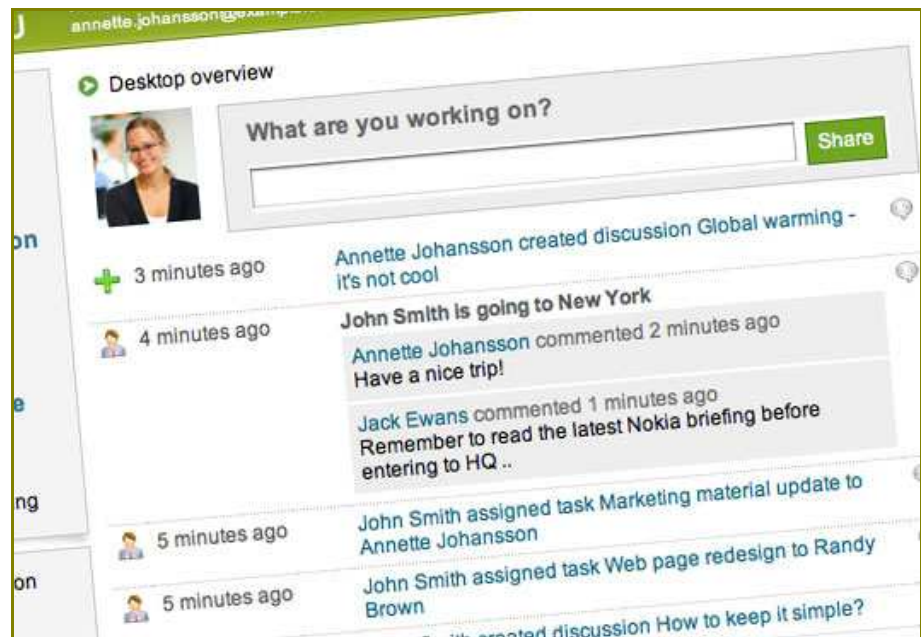 annette.johansson@
Desktop overview
What are you working on?
Share
3 minutes ago
Annette Johansson created discussion Global warming -
it's not cool
4 minutes ago
John Smith is going to New York
Annette Johansson commented 2 minutes ago
Have a nice trip!
Jack Ewans commented 1 minutes ago
Remember to read the latest Nokia briefing before
entering to HQ ..
5 minutes ago
John Smith assigned task Marketing material update to
Annette Johansson
5 minutes ago
John Smith assigned task Web page redesign to Randy
Brown
created discussion How to keep it simple?
on
e
ng
on